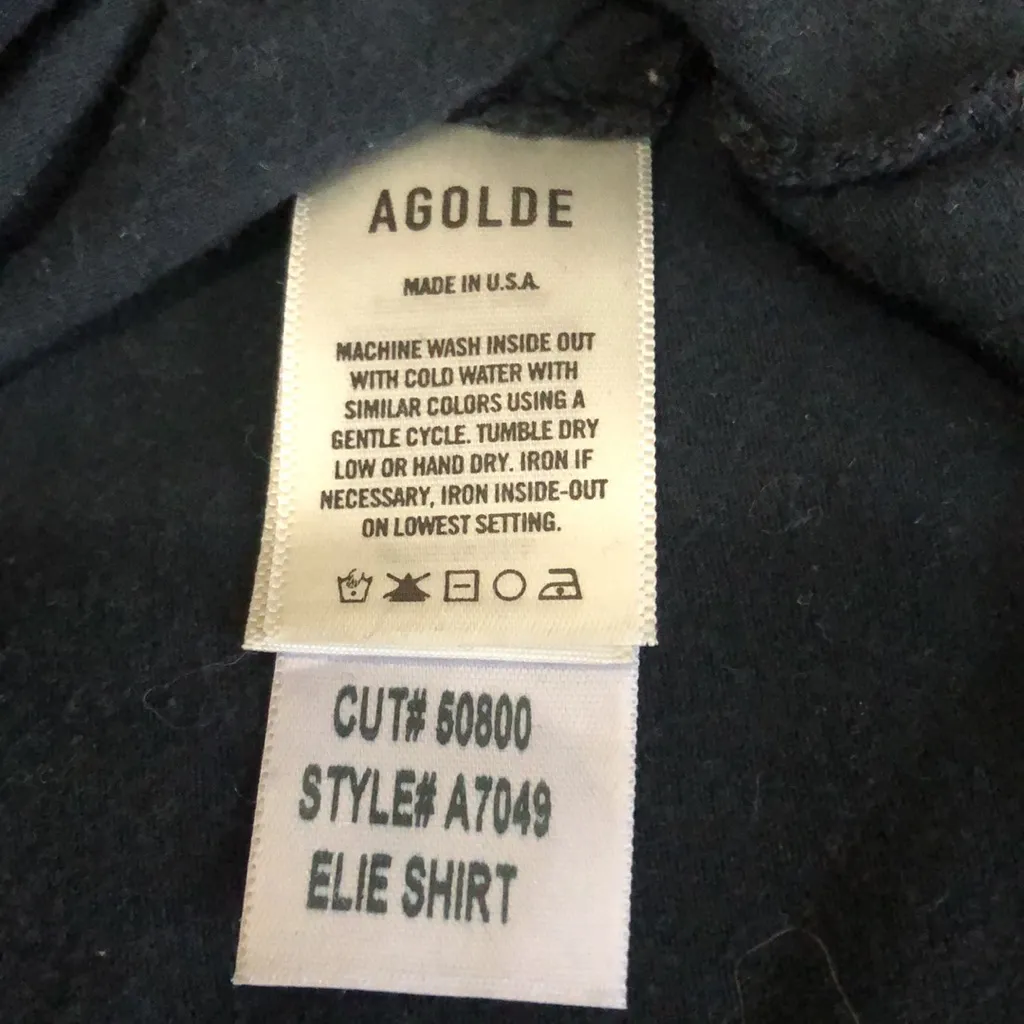 AGOLDE
MADE IN U.S.A.
MACHINE WASH INSIDE OUT
WITH COLD WATER WITH
SIMILAR COLORS USING A
GENTLE CYCLE. TUMBLE DRY
LOW OR HAND DRY. IRON IF
NECESSARY, IRON INSIDE-OUT
ON LOWEST SETTING.
CUT# 50800
STYLE# A7049
ELIE SHIRT